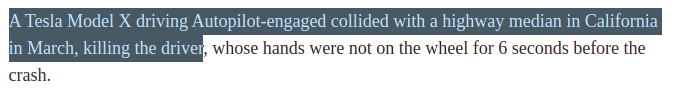 A Tesla Model X driving Autopilot-engaged collided with a highway median in California
in March, killing the driver, whose hands were not on the wheel for 6 seconds before the
crash.